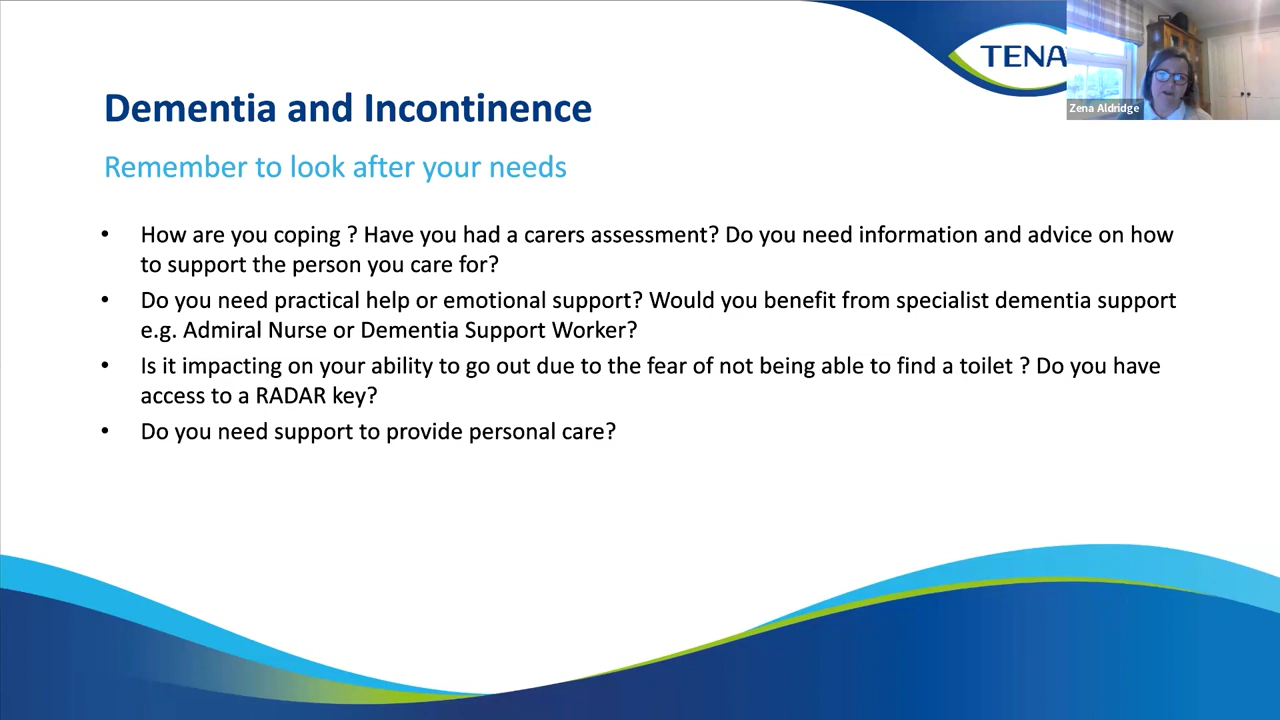 TENA
Zena Aldridge
Dementia and Incontinence
Remember to look after your needs
• How are you coping ? Have you had a carers assessment? Do you need information and advice on how
to support the person you care for?
• Do you need practical help or emotional support? Would you benefit from specialist dementia support
e.g. Admiral Nurse or Dementia Support Worker?
• Is it impacting on your ability to go out due to the fear of not being able to find a toilet ? Do you have
access to a RADAR key?
• Do you need support to provide personal care?